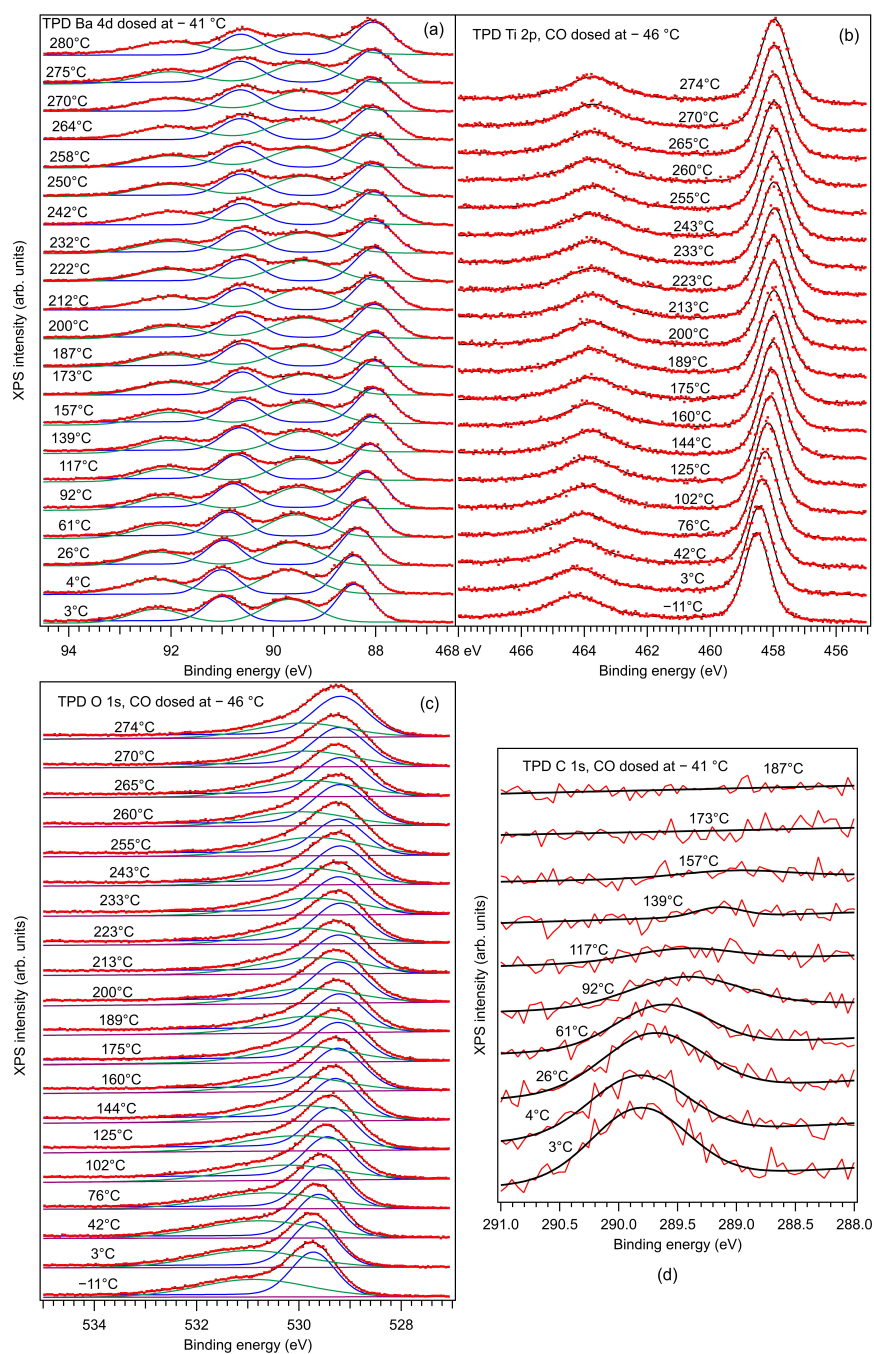 TPD Ba 4d dosed at − 41 °C
(a)
280°C
275°C
270°C
264°C
258°C
250°C
242°C
232°C
222°C
212°C
200°C
187°C
173°C
157°C
139°C
117°C
92°C
61°C
26°C
4°C
3°C
XPS intensity (arb. units)
94
92
90
88
Binding energy (eV)
TPD Ti 2p, CO dosed at − 46 °C
(b)
274°C
270°C
265°C
260°C
255°C
243°C
233°C
223°C
213°C
200°C
189°C
175°C
160°C
144°C
125°C
102°C
76°C
42°C
3°C
−11°C
468 eV
466
464
462
460
458
456
Binding energy (eV)
TPD O 1s, CO dosed at − 46 °C
(c)
274°C
270°C
265°C
260°C
255°C
243°C
233°C
223°C
213°C
200°C
189°C
175°C
160°C
144°C
125°C
102°C
76°C
42°C
3°C
−11°C
XPS intensity (arb. units)
534
532
530
528
Binding energy (eV)
TPD C 1s, CO dosed at − 41 °C
187°C
173°C
157°C
139°C
117°C
92°C
61°C
26°C
4°C
3°C
XPS intensity (arb. units)
291.0
290.5
290.0
289.5
289.0
288.5
288.0
Binding energy (eV)
(d)